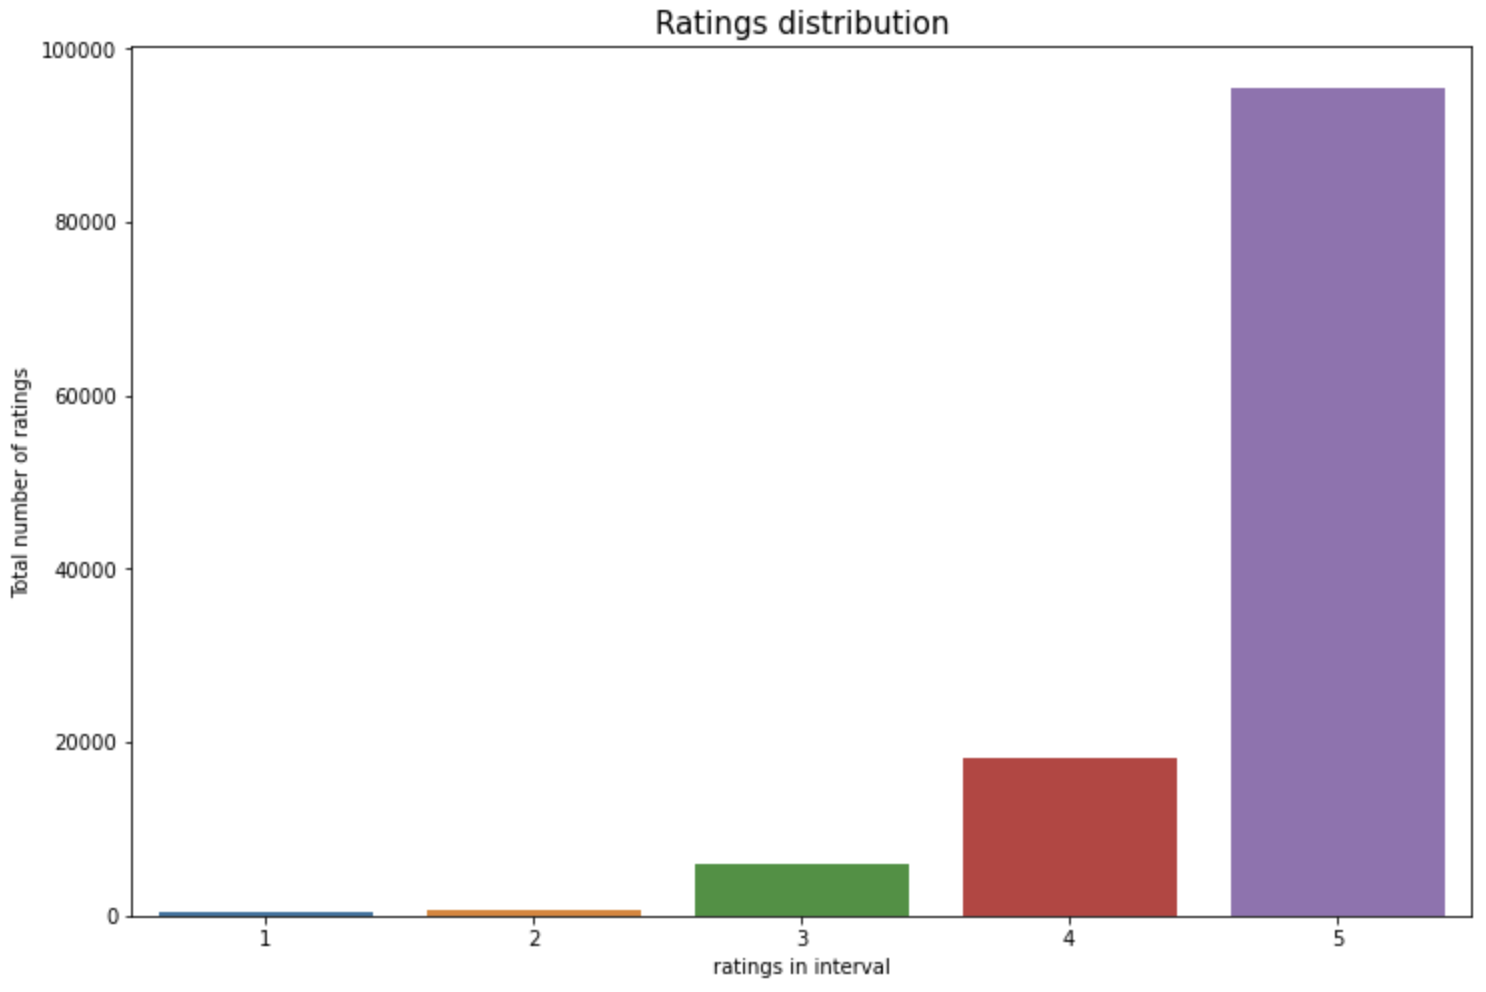 Ratings distribution
100000
80000
60000
40000
20000
0
Total number of ratings
1 2 3 4 5
ratings in interval